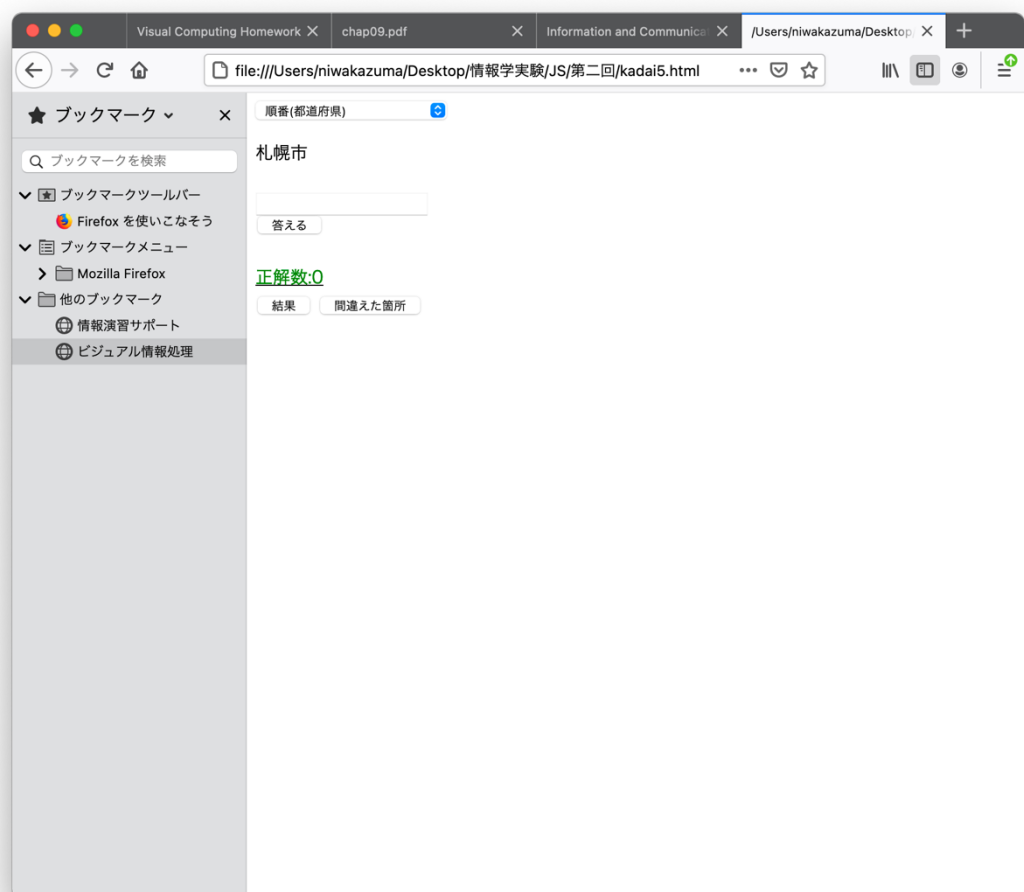 Visual Computing Homework
chap09.pdf
Information and Communica
/Users/niwakazuma/Desktop/
file:///Users/niwakazuma/Desktop/情報学実験/JS/第二回/kadai5.html
ブックマーク
ブックマークを検索
ブックマークツールバー
Firefox を使いこなそう
ブックマークメニュー
Mozilla Firefox
他のブックマーク
情報演習サポート
ビジュアル情報処理
順番(都道府県)
札幌市
答える
正解数:0
結果 間違えた箇所